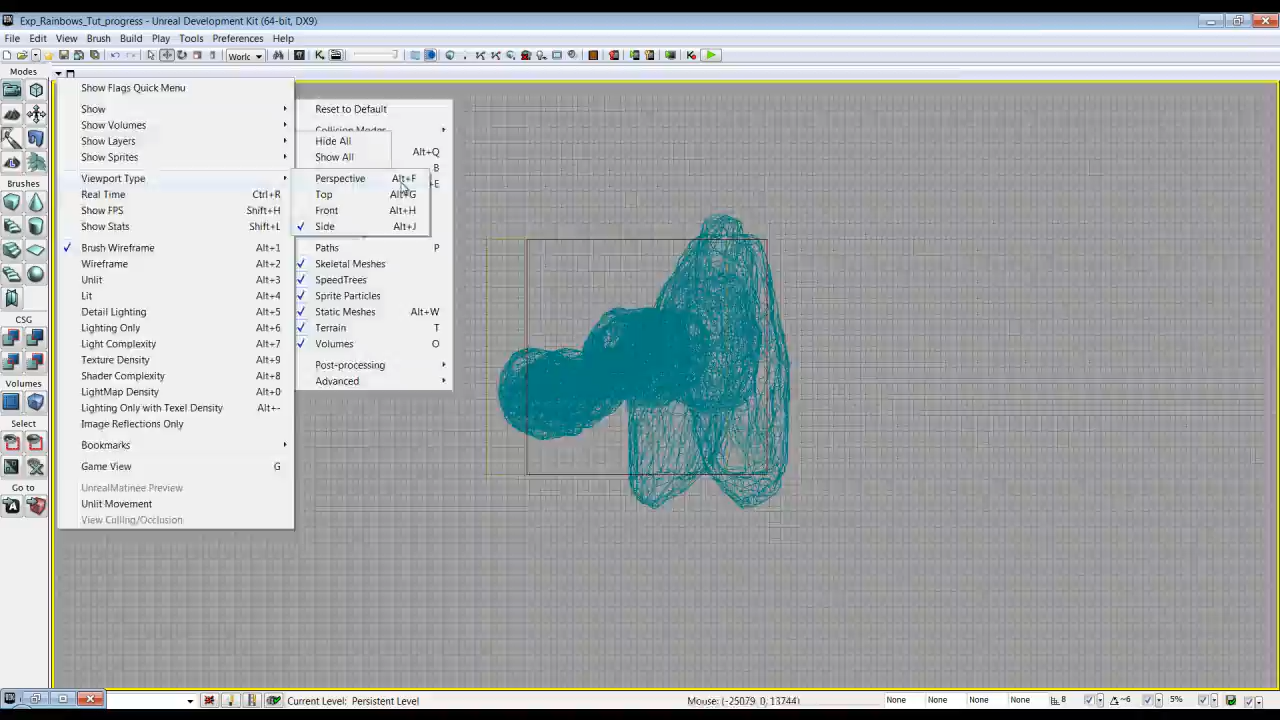 Exp_Rainbows_Tut_progress - Unreal Development Kit (64-bit, DX9)
File Edit View Brush Build Play Tools Preferences Help
Worlc
Modes
Show Flags Quick Menu
Show
Show Volumes
Show Layers
Show Sprites
Viewport Type
Real Time Ctrl+R
Show FPS Shift+H
Show Stats Shift+L
Brush Wireframe Alt+1
Wireframe Alt+2
Unlit Alt+3
Lit Alt+4
Detail Lighting Alt+5
Lighting Only Alt+6
Light Complexity Alt+7
Texture Density Alt+9
Shader Complexity Alt+8
LightMap Density Alt+0
Lighting Only with Texel Density Alt+-
Image Reflections Only
Bookmarks
Game View G
UnrealMatinee Preview
Unlit Movement
View Culling/Occlusion
Reset to Default
Collision Modes
Hide All
Show All
Alt+Q
B
+E
Perspective Alt+F
Top Alt+G
Front Alt+H
Side Alt+J
Paths P
Skeletal Meshes
SpeedTrees
Sprite Particles
Static Meshes Alt+W
Terrain T
Volumes O
Post-processing
Advanced
Brushes
CSG
Volumes
Select
Go to
Current Level: Persistent Level
Mouse: (-25079, 0, 13744)
None None None None
8
~6
5%